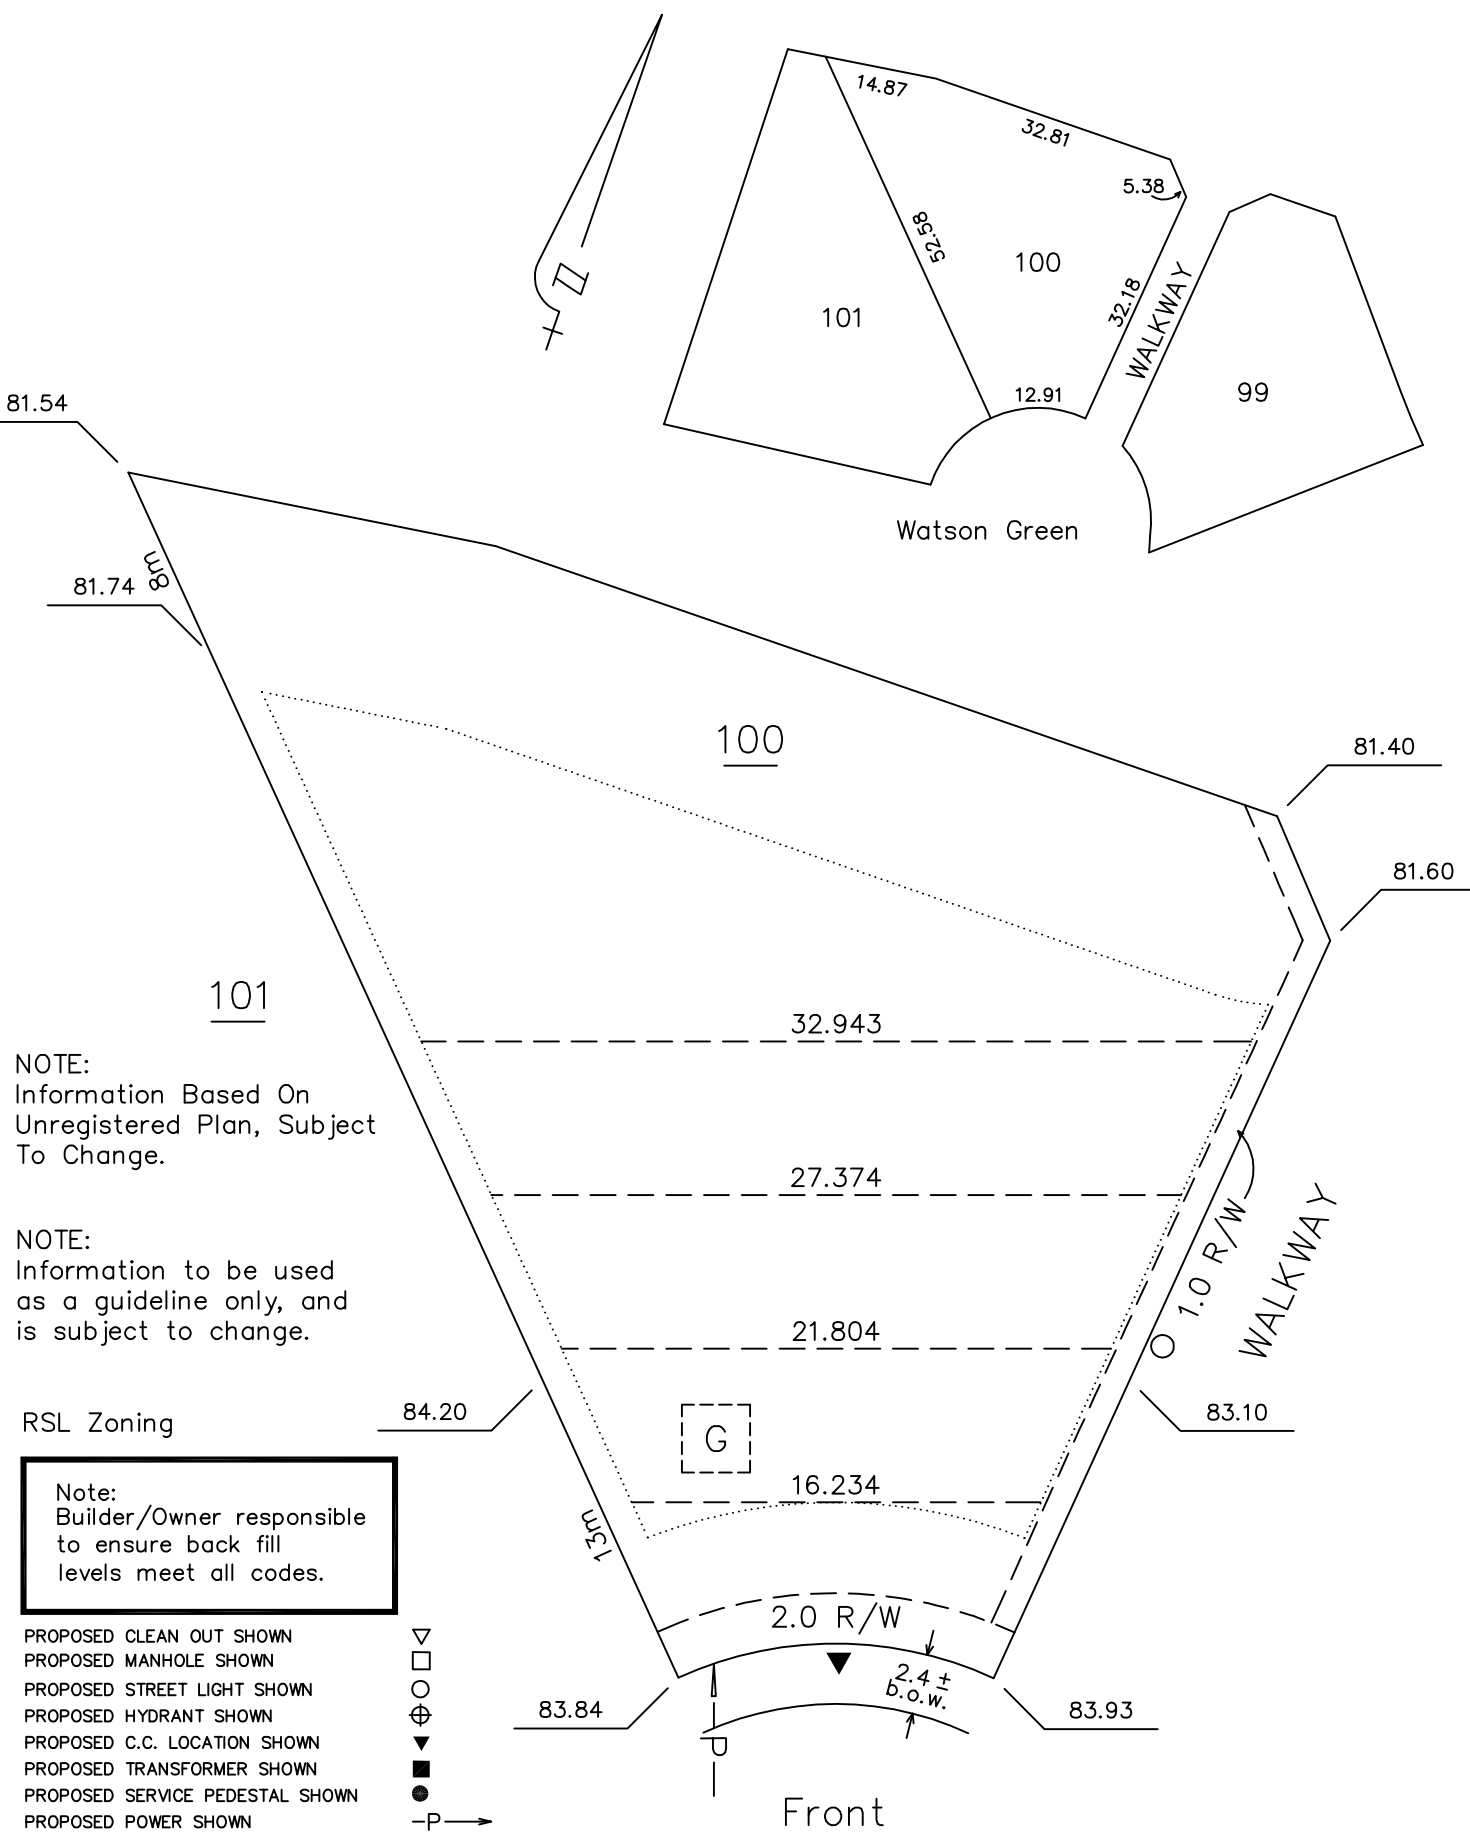 14.87
32.81
5.38
52.58
100
32.18
WALKWAY
101
12.91
99
Watson Green
81.54
8m
81.74
100
81.40
81.60
101
32.943
NOTE:
Information Based On
Unregistered Plan, Subject
To Change.
27.374
1.0 R/W
WALKWAY
NOTE:
Information to be used
as a guideline only, and
is subject to change.
21.804
84.20
83.10
RSL Zoning
G
16.234
13m
Note:
Builder/Owner responsible
to ensure back fill
levels meet all codes.
2.0 R/W
2.4 ±
b.o.w.
83.84
83.93
P
Front
PROPOSED CLEAN OUT SHOWN
PROPOSED MANHOLE SHOWN
PROPOSED STREET LIGHT SHOWN
PROPOSED HYDRANT SHOWN
PROPOSED C.C. LOCATION SHOWN
PROPOSED TRANSFORMER SHOWN
PROPOSED SERVICE PEDESTAL SHOWN
PROPOSED POWER SHOWN -P→